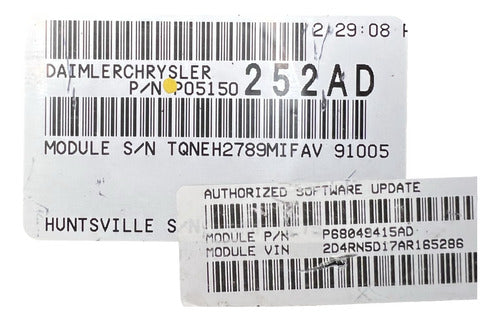 2:29:08
DAIMLERCHRYSLER
P/N P05150 252AD
MODULE S/N TQNEH2789MIFAV 91005
HUNTSVILLE S/N
AUTHORIZED SOFTWARE UPDATE
MODULE P/N P68049415AD
MODULE VIN 2D4RN5D17AR165286